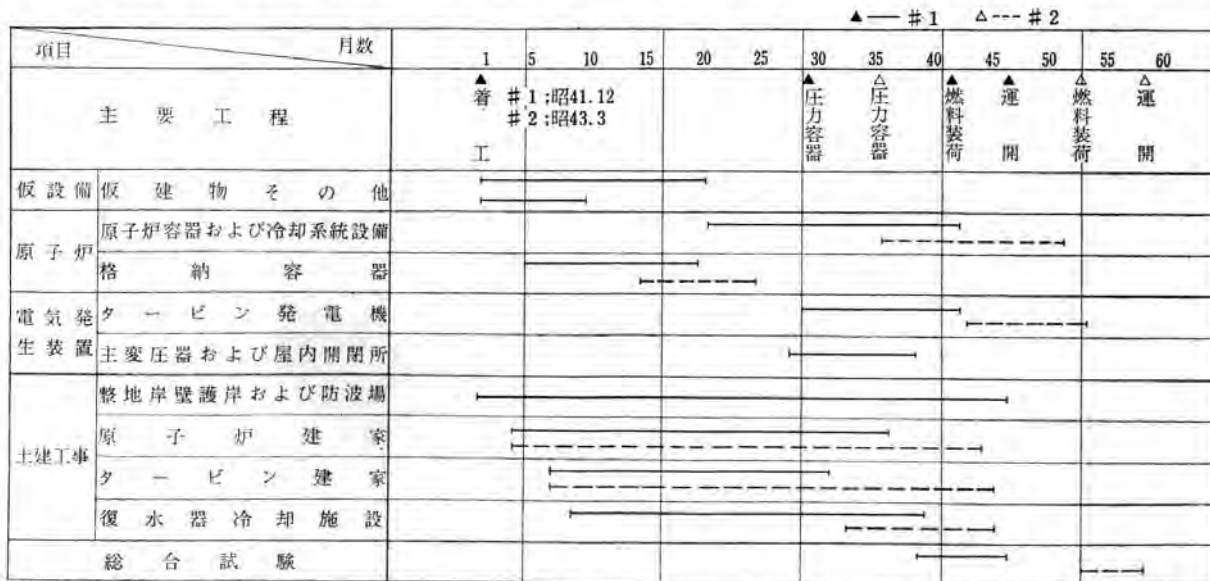 ▲── #1 △--- #2
項目 月数 1 5 10 15 20 25 30 35 40 45 50 55 60
主要工程
着工 #1;昭41.12
#2;昭43.3
圧力容器 圧力容器 燃料装荷 運開 燃料装荷 運開
仮設備 仮建物その他
原子炉 原子炉容器および冷却系統設備
格納容器
電気発生装置 タービン発電機
主変圧器および屋内開閉所
土建工事 整地岸壁護岸および防波場
原子炉建家
タービン建家
復水器冷却施設
総合試験